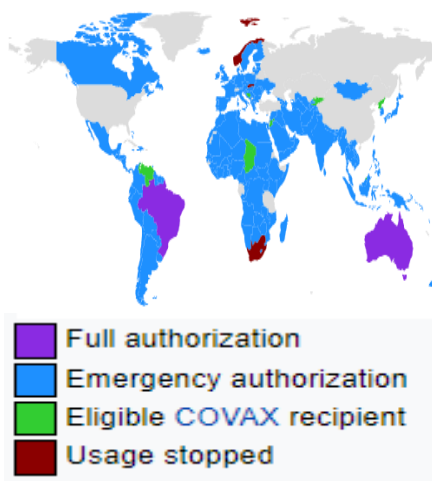 Full authorization
Emergency authorization
Eligible COVAX recipient
Usage stopped